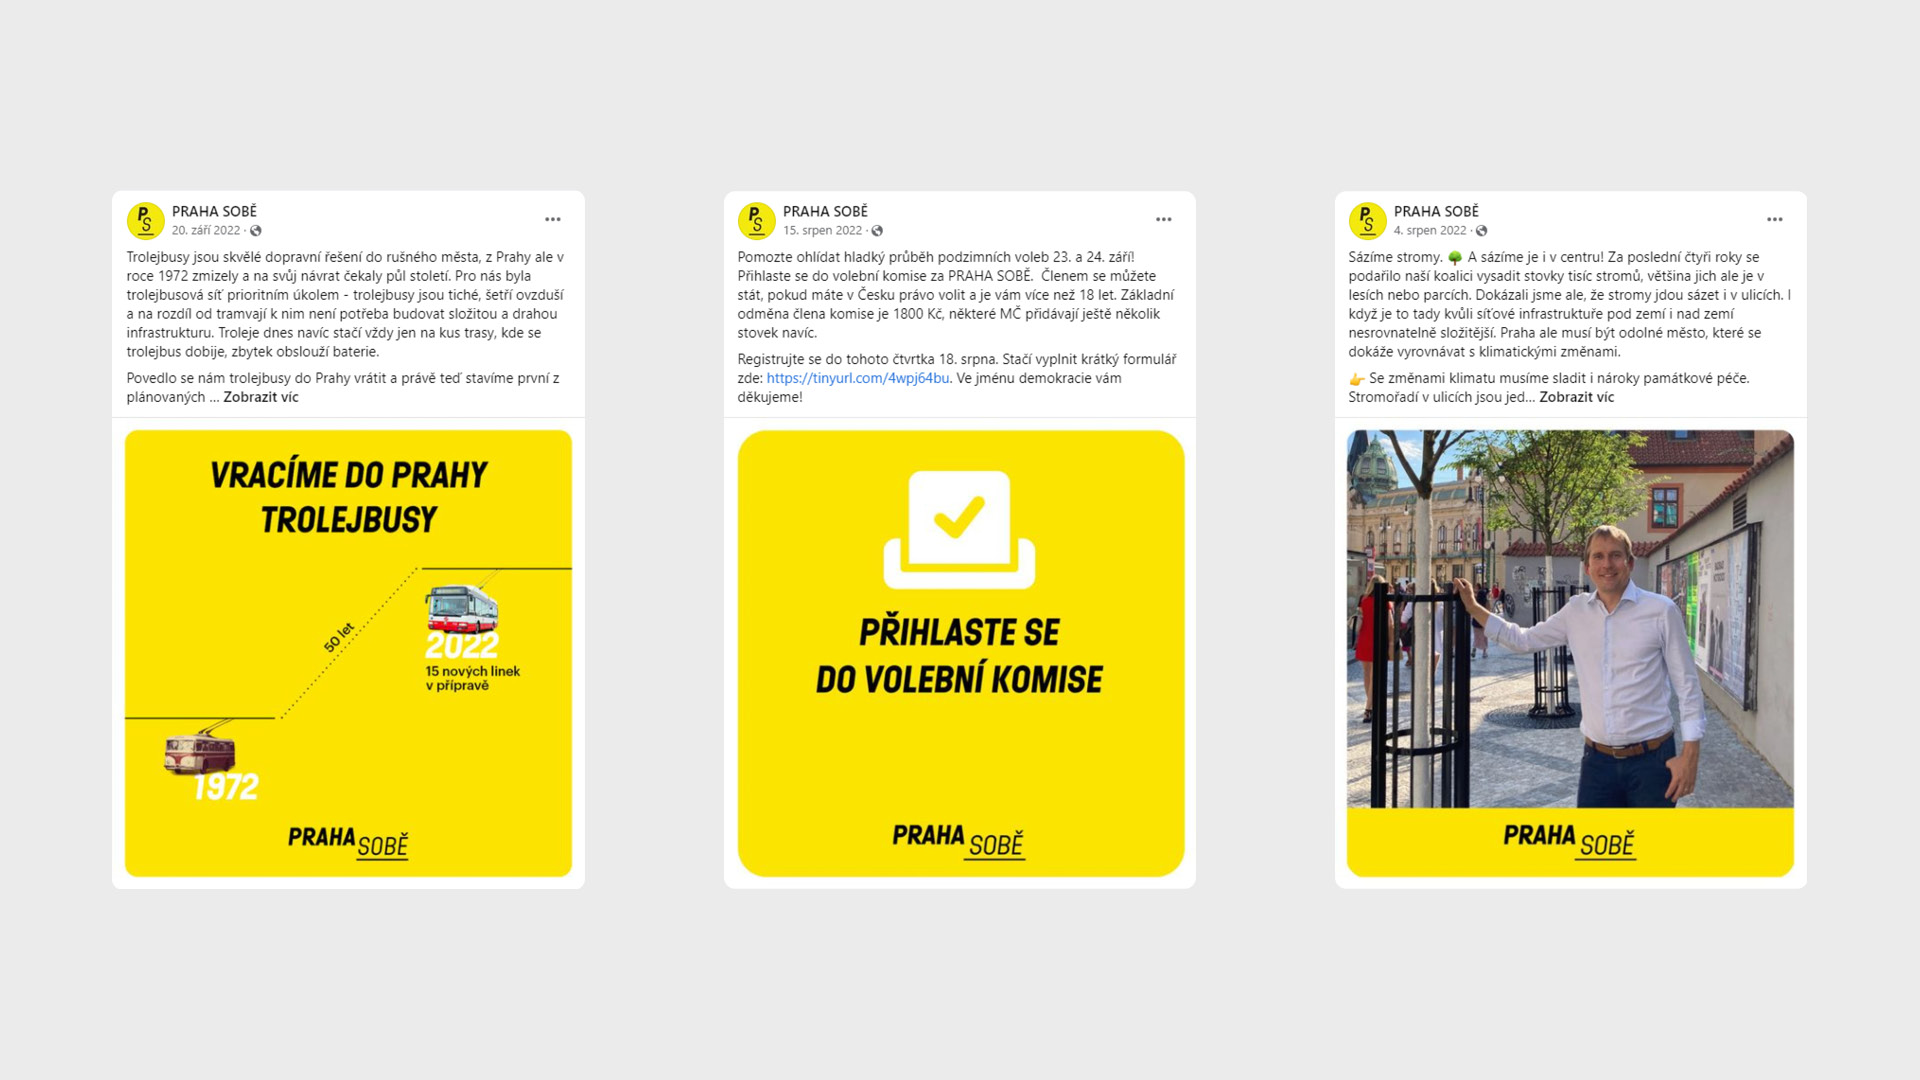 PS
PRAHA SOBĚ
20. září 2022 ·
Trolejbusy jsou skvělé dopravní řešení do rušného města, z Prahy ale v
roce 1972 zmizely a na svůj návrat čekaly půl století. Pro nás byla
trolejbusová síť prioritním úkolem - trolejbusy jsou tiché, šetří ovzduší
a na rozdíl od tramvají k nim není potřeba budovat složitou a drahou
infrastrukturu. Troleje dnes navíc stačí vždy jen na kus trasy, kde se
trolejbus dobije, zbytek obslouží baterie.
Povedlo se nám trolejbusy do Prahy vrátit a právě teď stavíme první z
plánovaných ... Zobrazit víc
VRACÍME DO PRAHY
TROLEJBUSY
50 let
2022
15 nových linek
v přípravě
1972
PRAHA SOBĚ
PS
PRAHA SOBĚ
15. srpen 2022 ·
Pomozte ohlídat hladký průběh podzimních voleb 23. a 24. září!
Přihlaste se do volební komise za PRAHA SOBĚ. Členem se můžete
stát, pokud máte v Česku právo volit a je vám více než 18 let. Základní
odměna člena komise je 1800 Kč, některé MČ přidávají ještě několik
stovek navíc.
Registrujte se do tohoto čtvrtka 18. srpna. Stačí vyplnit krátký formulář
zde: https://tinyurl.com/4wpj64bu. Ve jménu demokracie vám
děkujeme!
PŘIHLASTE SE
DO VOLEBNÍ KOMISE
PRAHA SOBĚ
PS
PRAHA SOBĚ
4. srpen 2022 ·
Sázíme stromy. 🌳 A sázíme je i v centru! Za poslední čtyři roky se
podařilo naší koalici vysadit stovky tisíc stromů, většina jich ale je v
lesích nebo parcích. Dokázali jsme ale, že stromy jdou sázet i v ulicích. I
když je to tady kvůli síťové infrastruktuře pod zemí i nad zemí
nesrovnatelně složitější. Praha ale musí být odolné město, které se
dokáže vyrovnávat s klimatickými změnami.
👉 Se změnami klimatu musíme sladit i nároky památkové péče.
Stromořadí v ulicích jsou jed... Zobrazit víc
PRAHA SOBĚ